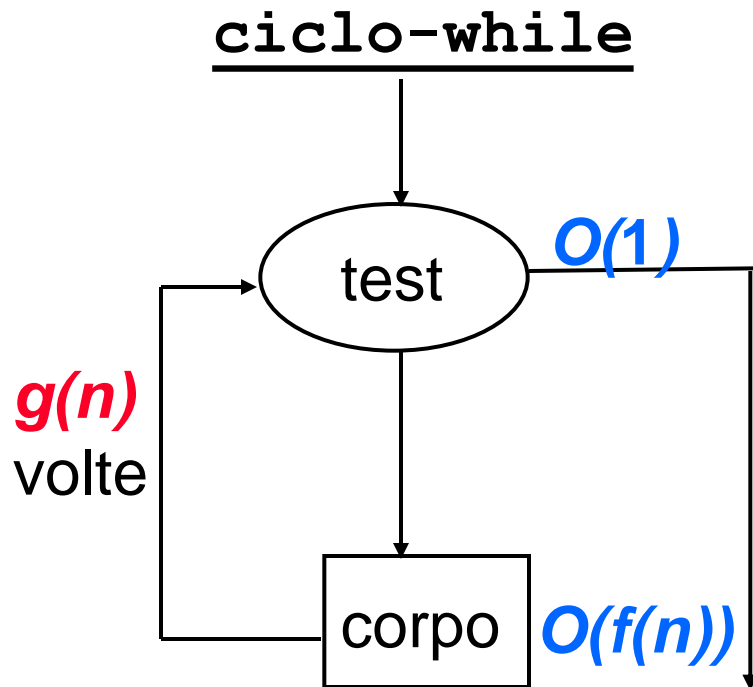 ciclo-while
O(1)
test
g(n)
volte
corpo
O(f(n))